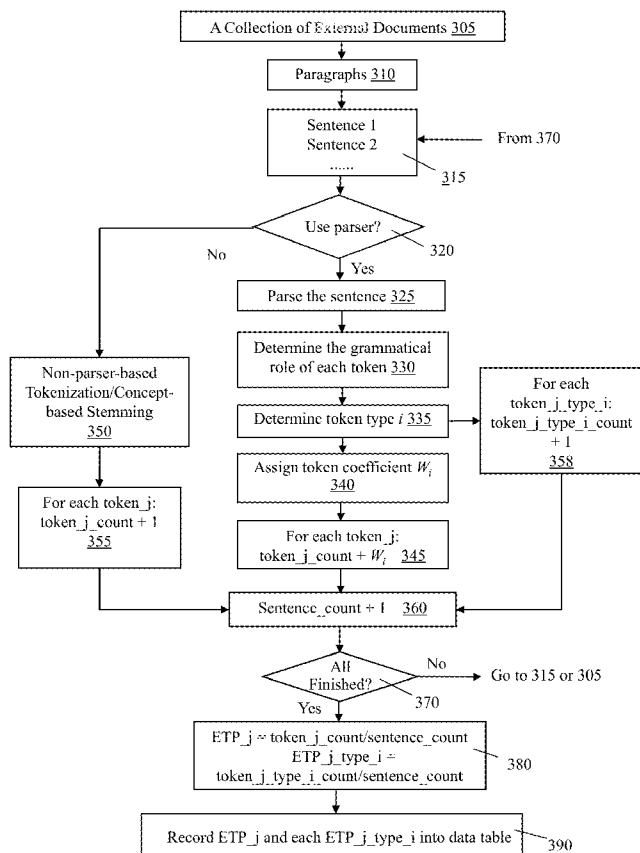 A Collection of External Documents 305
Paragraphs 310
Sentence 1
Sentence 2
......
315
From 370
Use parser?
320
No
Yes
Parse the sentence 325
Determine the grammatical
role of each token 330
Non-parser-based
Tokenization/Concept-
based Stemming
350
Determine token type i 335
For each
token_j_type_i:
token_j_type_i_count
+ 1
358
Assign token coefficient Wi
340
For each token_j:
token_j_count + 1
355
For each token_j:
token_j_count + Wi 345
Sentence_count + 1 360
All
Finished?
370
No
Go to 315 or 305
Yes
ETP_j = token_j_count/sentence_count
ETP_j_type_i =
token_j_type_i_count/sentence_count
380
Record ETP_j and each ETP_j_type_i into data table
390